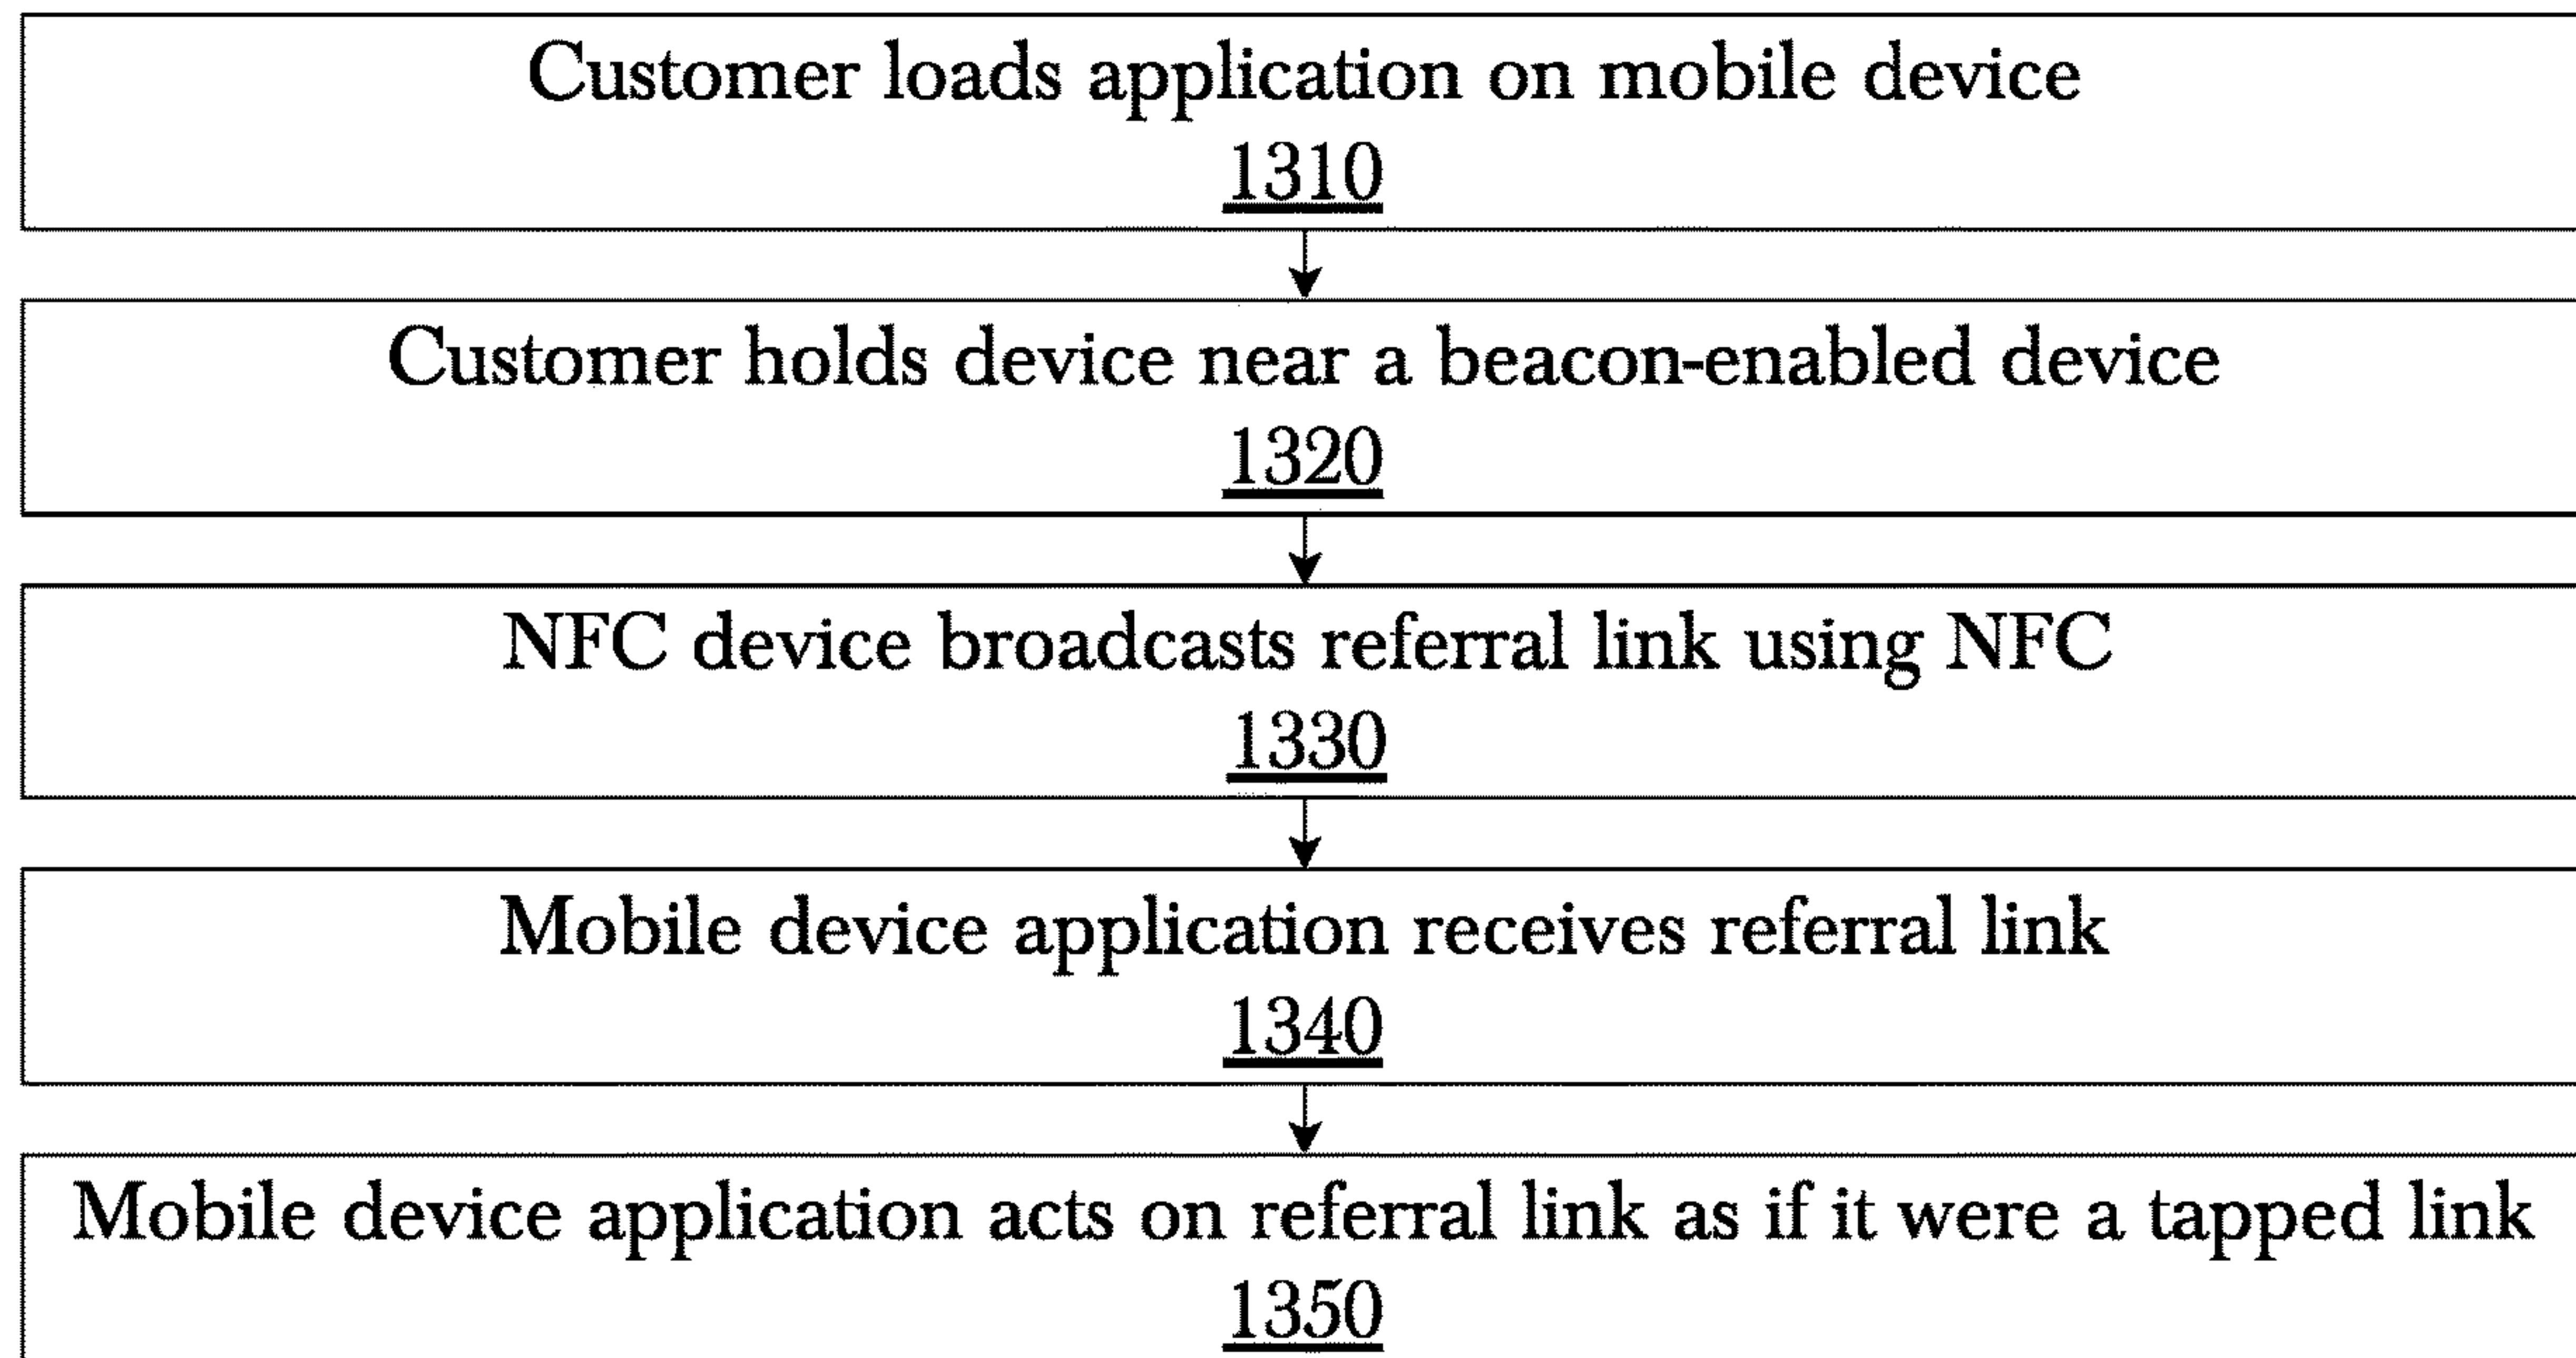 Customer loads application on mobile device
1310
Customer holds device near a beacon-enabled device
1320
NFC device broadcasts referral link using NFC
1330
Mobile device application receives referral link
1340
Mobile device application acts on referral link as if it were a tapped link
1350